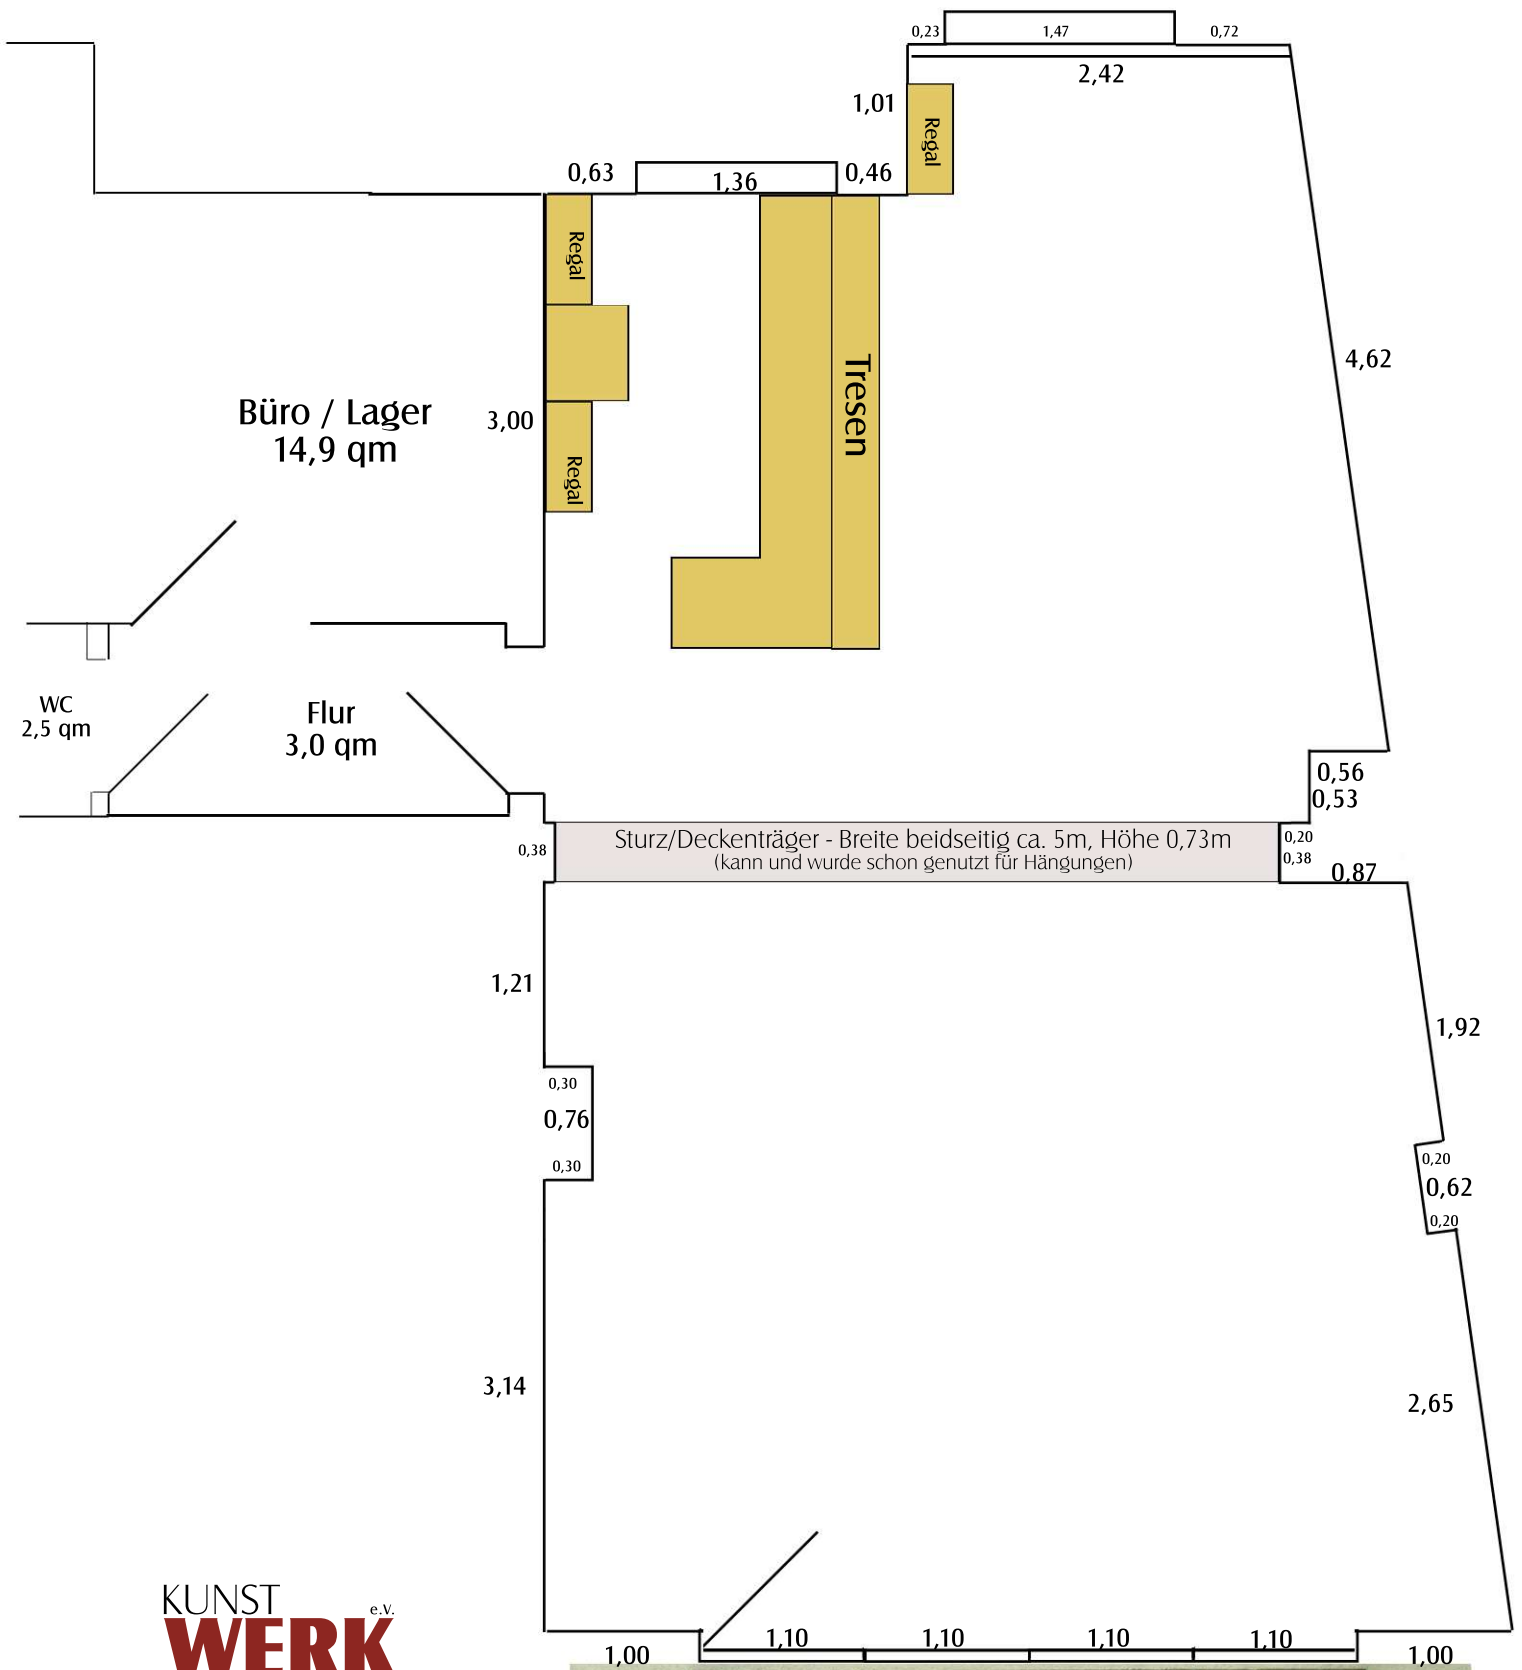 0,23
1,47
0,72
2,42
1,01
Regal
0,63
1,36
0,46
Regal
Tresen
4,62
Büro / Lager
14,9 qm
3,00
Regal
WC
2,5 qm
Flur
3,0 qm
0,56
0,53
Sturz/Deckenträger - Breite beidseitig ca. 5m, Höhe 0,73m
(kann und wurde schon genutzt für Hängungen)
0,38
0,20
0,38
0,87
1,21
1,92
0,30
0,76
0,30
0,20
0,62
0,20
3,14
2,65
KUNST
e.V.
WERK
1,00
1,10
1,10
1,10
1,10
1,00